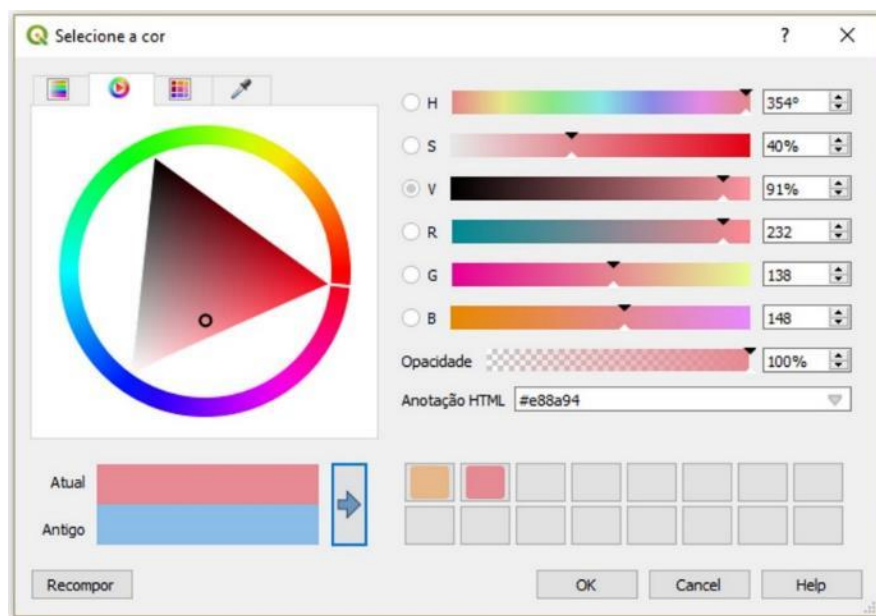 Selecione a cor ?
H 354°
S 40%
V 91%
R 232
G 138
B 148
Opacidade 100%
Anotação HTML #e88a94
Atual
Antigo
Recompor OK Cancel Help